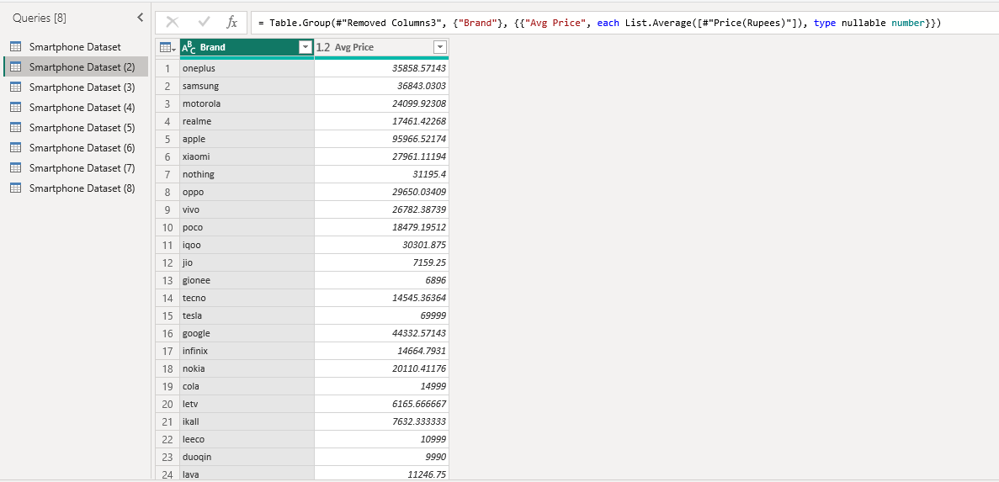 Queries [8]
Smartphone Dataset
Smartphone Dataset (2)
Smartphone Dataset (3)
Smartphone Dataset (4)
Smartphone Dataset (5)
Smartphone Dataset (6)
Smartphone Dataset (7)
Smartphone Dataset (8)
fx = Table.Group(#"Removed Columns3", {"Brand"}, {{"Avg Price", each List.Average([#"Price(Rupees)"]), type nullable number}})
ABC Brand 1.2 Avg Price
1 oneplus 35858.57143
2 samsung 36843.0303
3 motorola 24099.92308
4 realme 17461.42268
5 apple 95966.52174
6 xiaomi 27961.11194
7 nothing 31195.4
8 oppo 29650.03409
9 vivo 26782.38739
10 poco 18479.19512
11 iqoo 30301.875
12 jio 7159.25
13 gionee 6896
14 tecno 14545.36364
15 tesla 69999
16 google 44332.57143
17 infinix 14664.7931
18 nokia 20110.41176
19 cola 14999
20 letv 6165.666667
21 ikall 7632.333333
22 leeco 10999
23 duoqin 9990
24 lava 11246.75